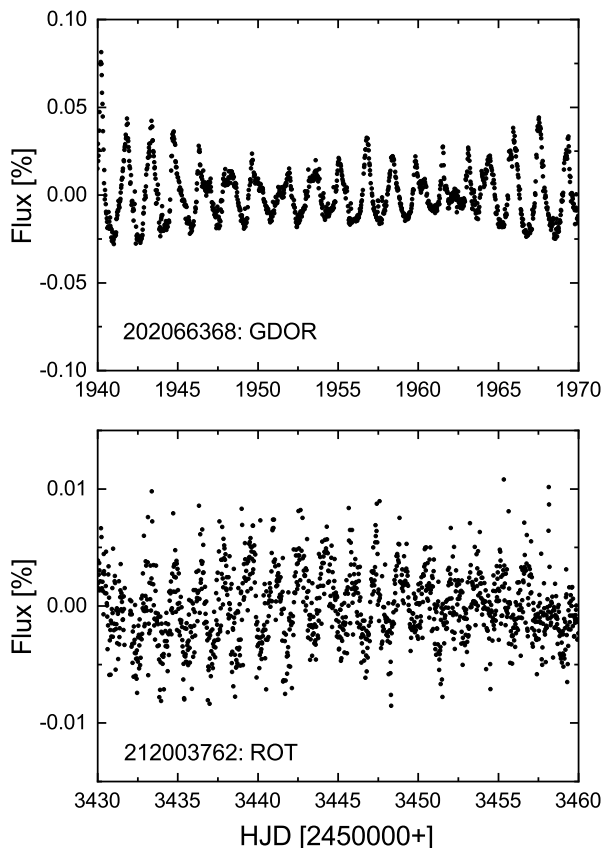 0.10
0.05
0.00
-0.05
-0.10
Flux [%]
202066368: GDOR
1940 1945 1950 1955 1960 1965 1970
0.01
0.00
-0.01
Flux [%]
212003762: ROT
3430 3435 3440 3445 3450 3455 3460
HJD [2450000+]